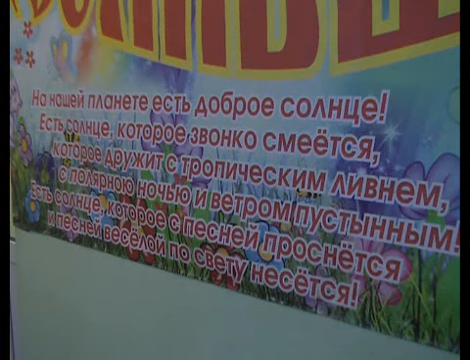 На нашей планете есть доброе солнце!
Есть солнце, которое звонко смеётся,
которое дружит с тропическим ливнем,
с полярною ночью и ветром пустынным!
Есть солнце, которое с песней проснётся
и песней весёлой по свету несётся!